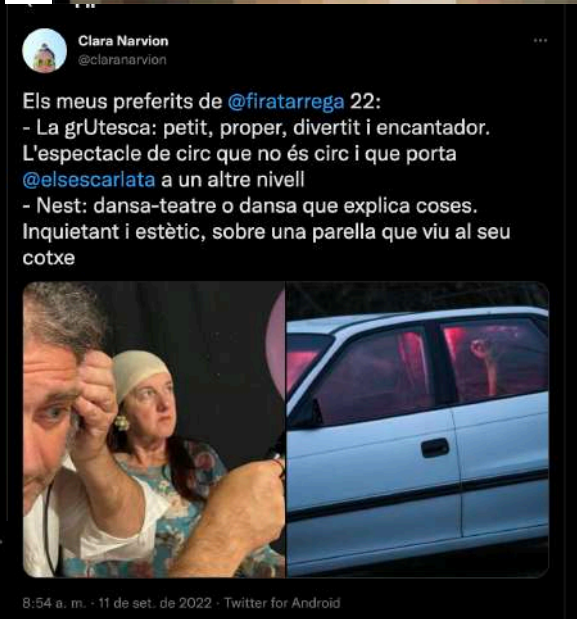 Clara Narvion
@claranarvion
Els meus preferits de @firatarrega 22:
- La grUtesca: petit, proper, divertit i encantador.
L'espectacle de circ que no és circ i que porta
@elsescarlata a un altre nivell
- Nest: dansa-teatre o dansa que explica coses.
Inquietant i estètic, sobre una parella que viu al seu
cotxe
8:54 a. m. · 11 de set. de 2022 · Twitter for Android